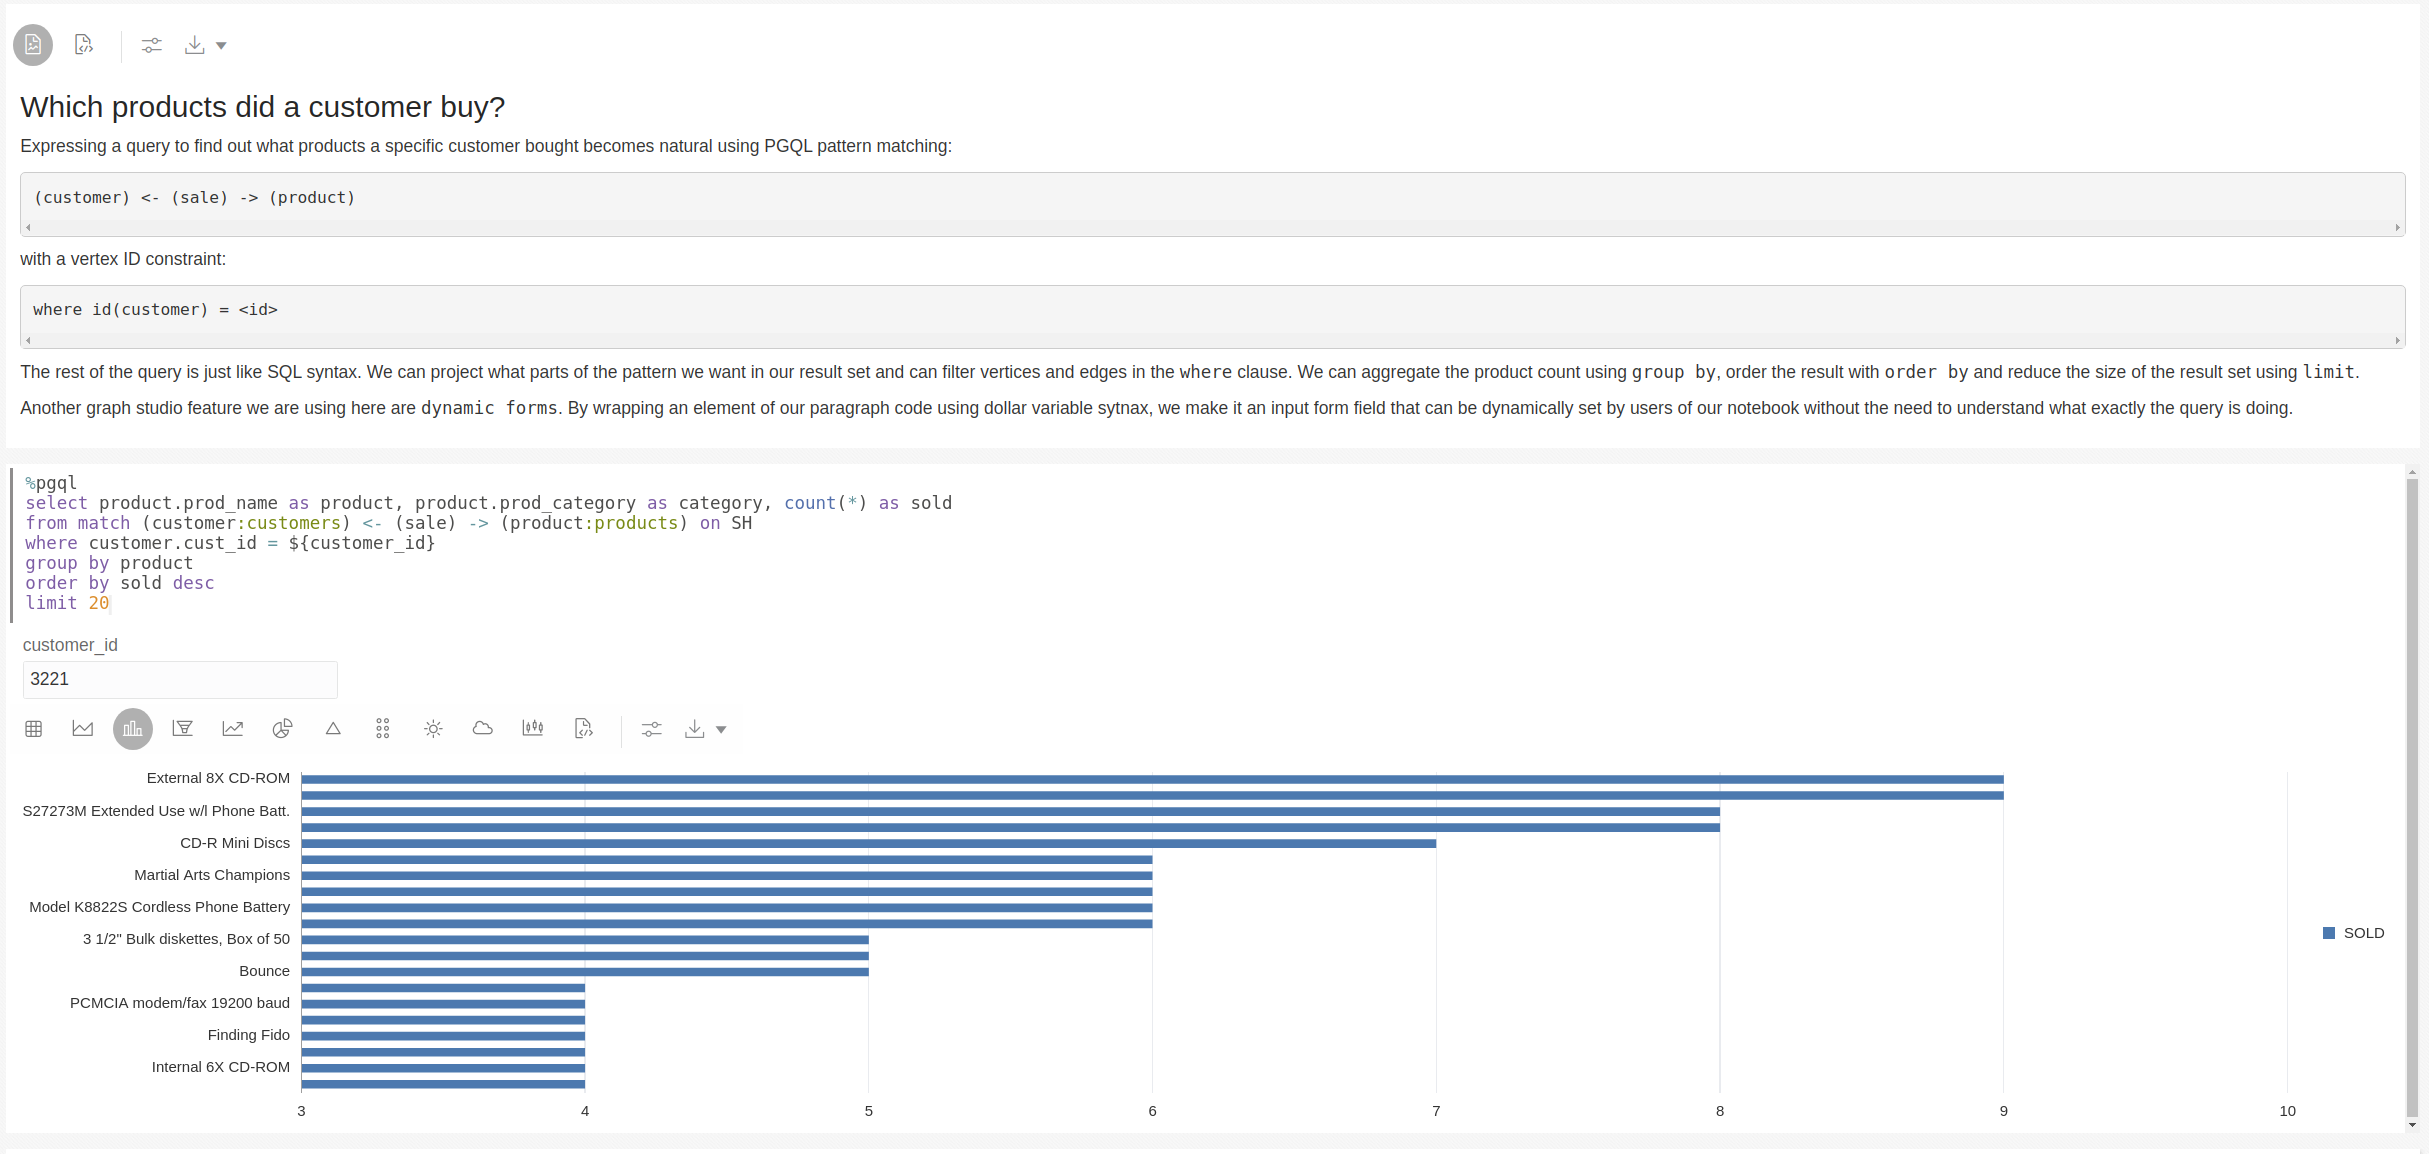 Which products did a customer buy?
Expressing a query to find out what products a specific customer bought becomes natural using PGQL pattern matching:
(customer) <- (sale) -> (product)
with a vertex ID constraint:
where id(customer) = <id>
The rest of the query is just like SQL syntax. We can project what parts of the pattern we want in our result set and can filter vertices and edges in the where clause. We can aggregate the product count using group by, order the result with order by and reduce the size of the result set using limit.
Another graph studio feature we are using here are dynamic forms. By wrapping an element of our paragraph code using dollar variable sytnax, we make it an input form field that can be dynamically set by users of our notebook without the need to understand what exactly the query is doing.
%pgql
select product.prod_name as product, product.prod_category as category, count(*) as sold
from match (customer:customers) <- (sale) -> (product:products) on SH
where customer.cust_id = ${customer_id}
group by product
order by sold desc
limit 20
customer_id
3221
External 8X CD-ROM
S27273M Extended Use w/l Phone Batt.
CD-R Mini Discs
Martial Arts Champions
Model K8822S Cordless Phone Battery
3 1/2" Bulk diskettes, Box of 50
Bounce
PCMCIA modem/fax 19200 baud
Finding Fido
Internal 6X CD-ROM
SOLD
3 4 5 6 7 8 9 10